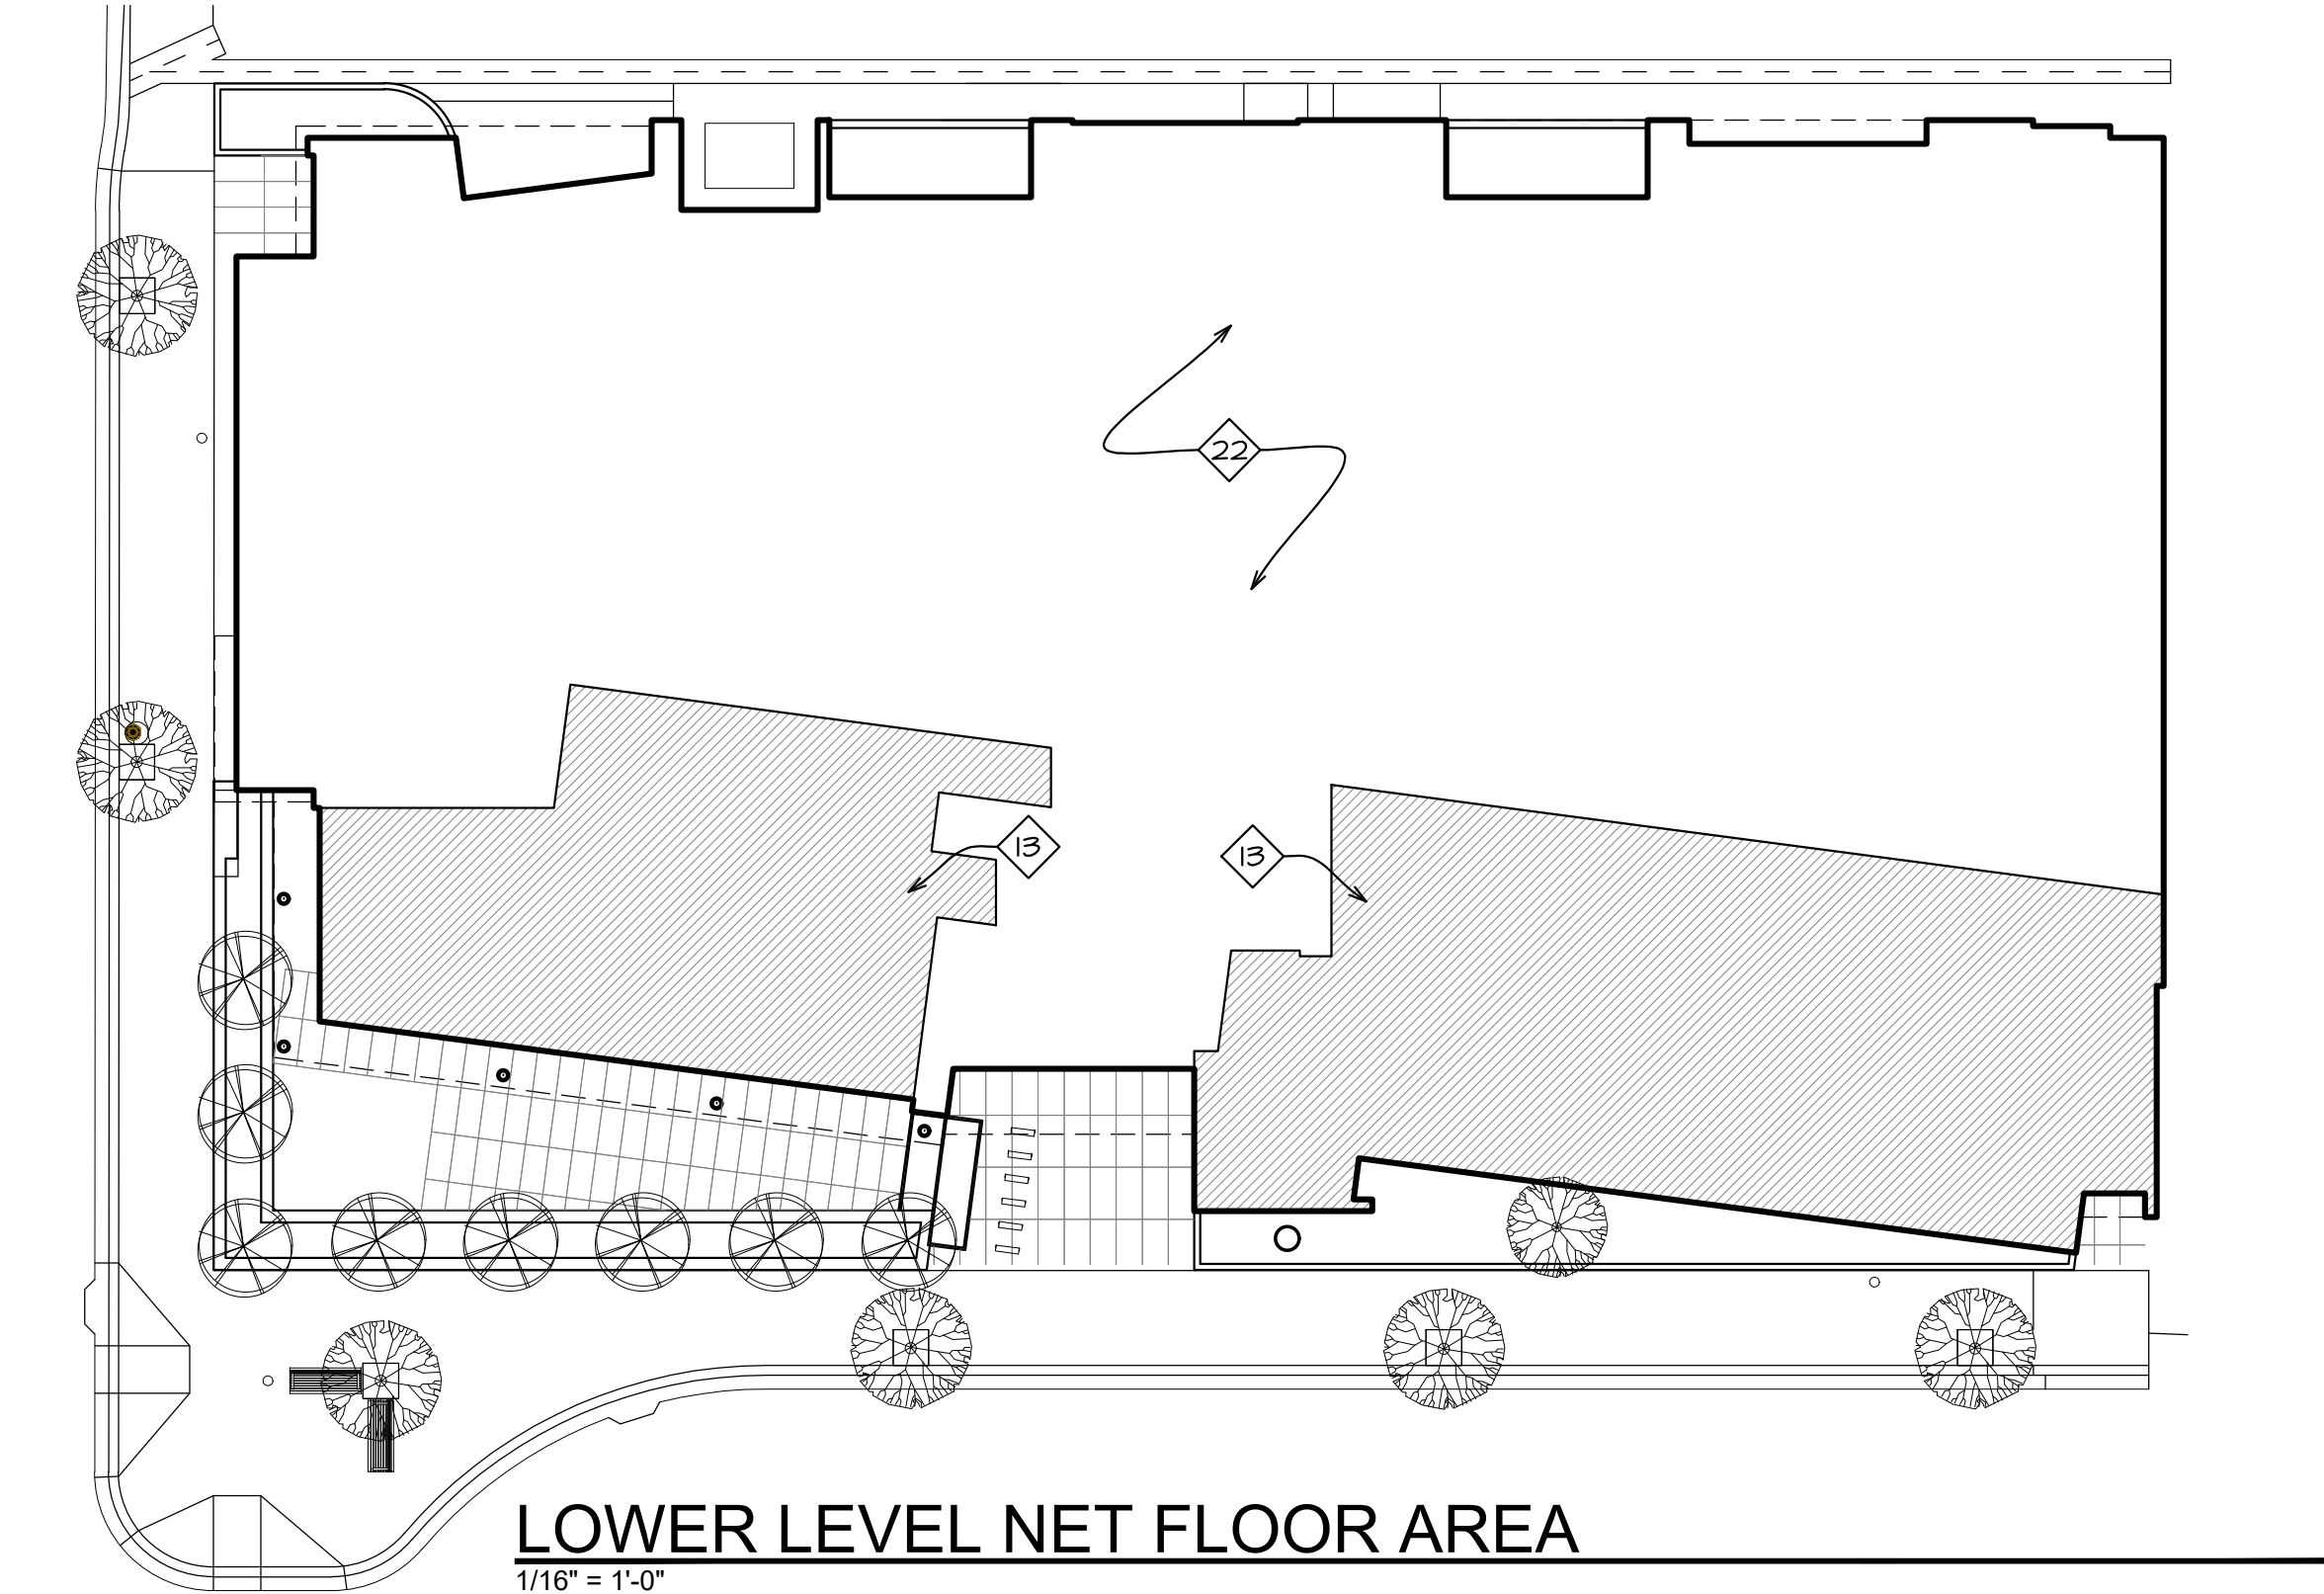 22
13
13
LOWER LEVEL NET FLOOR AREA
1/16" = 1'-0"